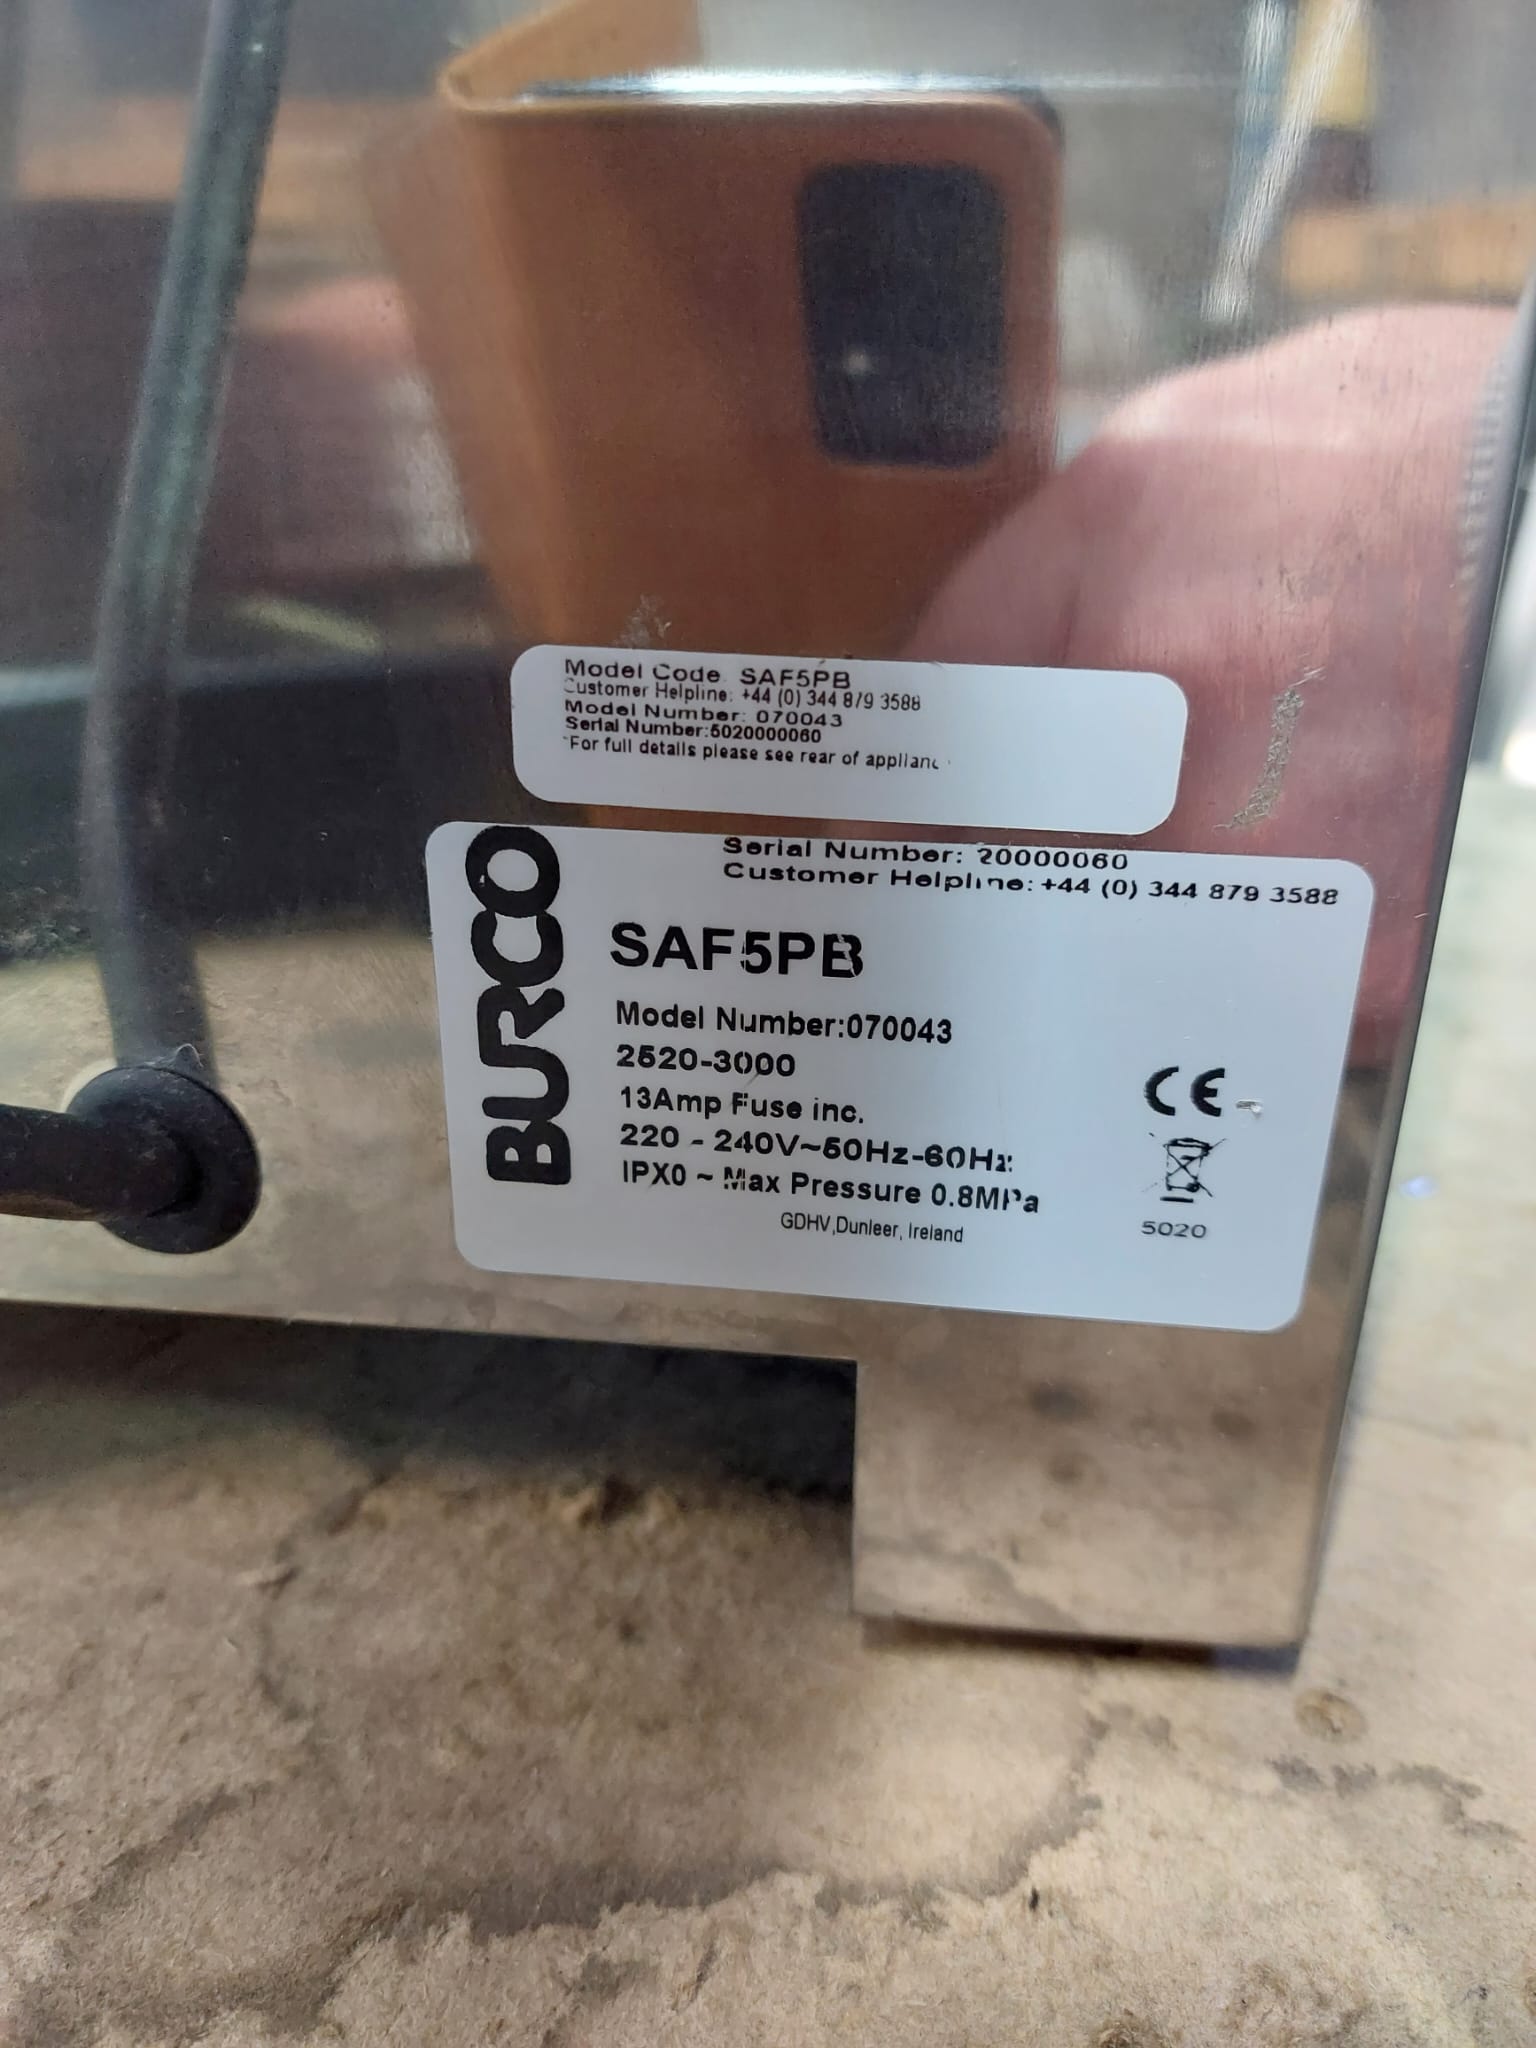 Model Code SAF5PB
Customer Helpline: +44 (0) 344 879 3588
Model Number: 070043
Serial Number:5020000060
*For full details please see rear of applianc
BURCO
Serial Number: 20000060
Customer Helpline: +44 (0) 344 879 3588
SAF5PB
Model Number:070043
2520-3000
13Amp Fuse inc.
220 - 240V~50Hz-60Hz
IPX0 ~ Max Pressure 0.8MPa
GDHV,Dunleer, Ireland
CE
5020